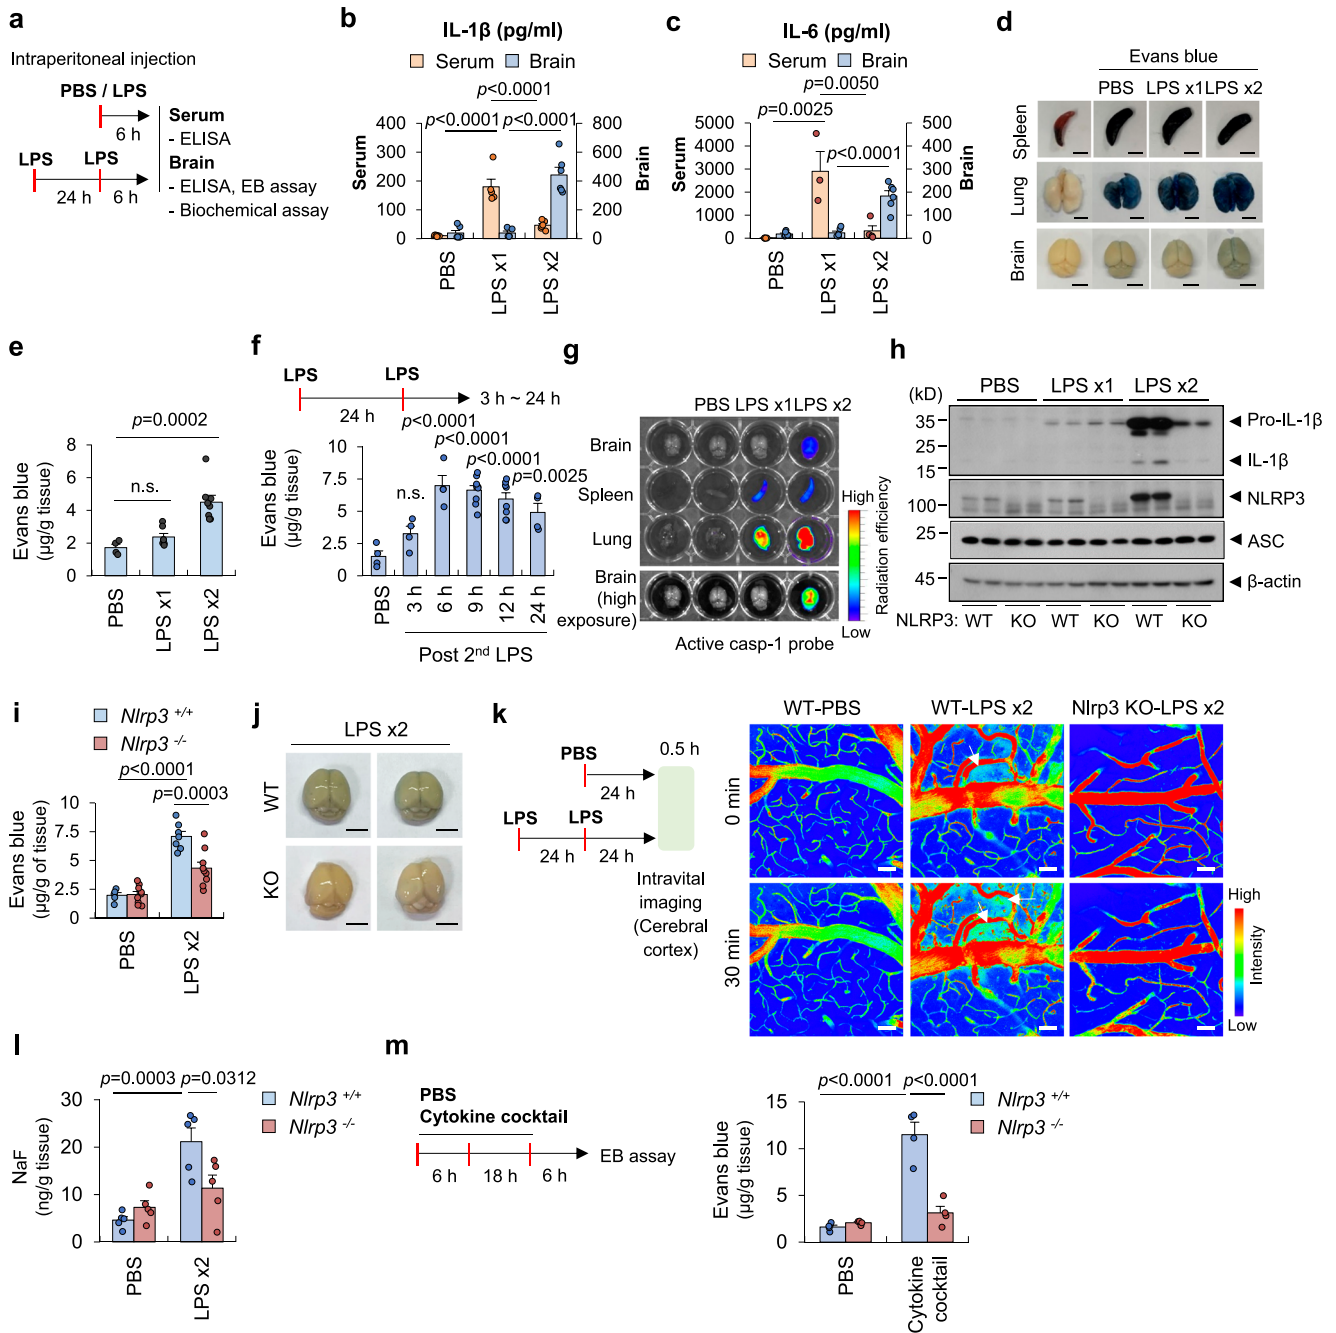 a
Intraperitoneal injection
PBS / LPS
6 h
LPS LPS
24 h 6 h
Serum
- ELISA
Brain
- ELISA, EB assay
- Biochemical assay
b
IL-1β (pg/ml)
Serum Brain
p<0.0001
p<0.0001 p<0.0001
Serum
400
300
200
100
0
800
600
400
200
0
Brain
PBS
LPS x1
LPS x2
c
IL-6 (pg/ml)
Serum Brain
p=0.0050
p=0.0025
p<0.0001
Serum
5000
4000
3000
2000
1000
0
500
400
300
200
100
0
Brain
PBS
LPS x1
LPS x2
d
Evans blue
PBS LPS x1 LPS x2
Spleen
Lung
Brain
e
p=0.0002
n.s.
Evans blue
(µg/g tissue)
8
6
4
2
0
PBS
LPS x1
LPS x2
f
LPS LPS
24 h
3 h ~ 24 h
p<0.0001
p<0.0001
p<0.0001
p=0.0025
n.s.
Evans blue
(µg/g tissue)
10
7.5
5
2.5
0
PBS
3 h
6 h
9 h
12 h
24 h
Post 2nd LPS
g
PBS LPS x1 LPS x2
Brain
Spleen
Lung
Brain
(high
exposure)
High
Radiation efficiency
Low
Active casp-1 probe
h
(kD)
PBS LPS x1 LPS x2
35
25
15
Pro-IL-1β
IL-1β
100
NLRP3
25
ASC
45
β-actin
NLRP3: WT KO WT KO WT KO
i
Nlrp3 +/+
Nlrp3 -/-
p<0.0001
p=0.0003
Evans blue
(µg/g of tissue)
10
7.5
5
2.5
0
PBS
LPS x2
j
LPS x2
WT
KO
k
PBS
24 h
LPS LPS
24 h 24 h
0.5 h
Intravital
imaging
(Cerebral
cortex)
WT-PBS WT-LPS x2 Nlrp3 KO-LPS x2
0 min
30 min
High
Intensity
Low
l
p=0.0003 p=0.0312
Nlrp3 +/+
Nlrp3 -/-
NaF
(ng/g tissue)
30
20
10
0
PBS
LPS x2
m
PBS
Cytokine cocktail
6 h 18 h 6 h
EB assay
p<0.0001 p<0.0001
Nlrp3 +/+
Nlrp3 -/-
Evans blue
(µg/g tissue)
15
10
5
0
PBS
Cytokine
cocktail